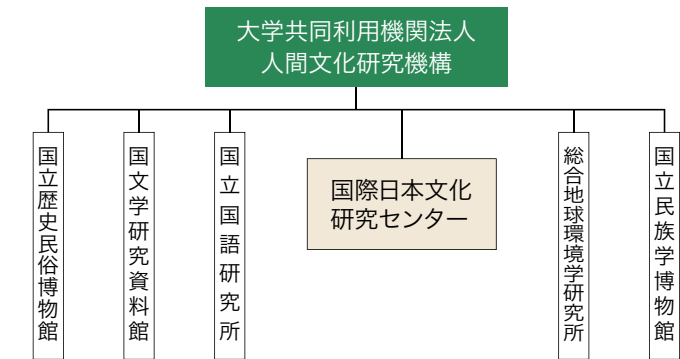 大学共同利用機関法人
人間文化研究機構
国立歴史民俗博物館
国文学研究資料館
国立国語研究所
国際日本文化
研究センター
総合地球環境学研究所
国立民族学博物館